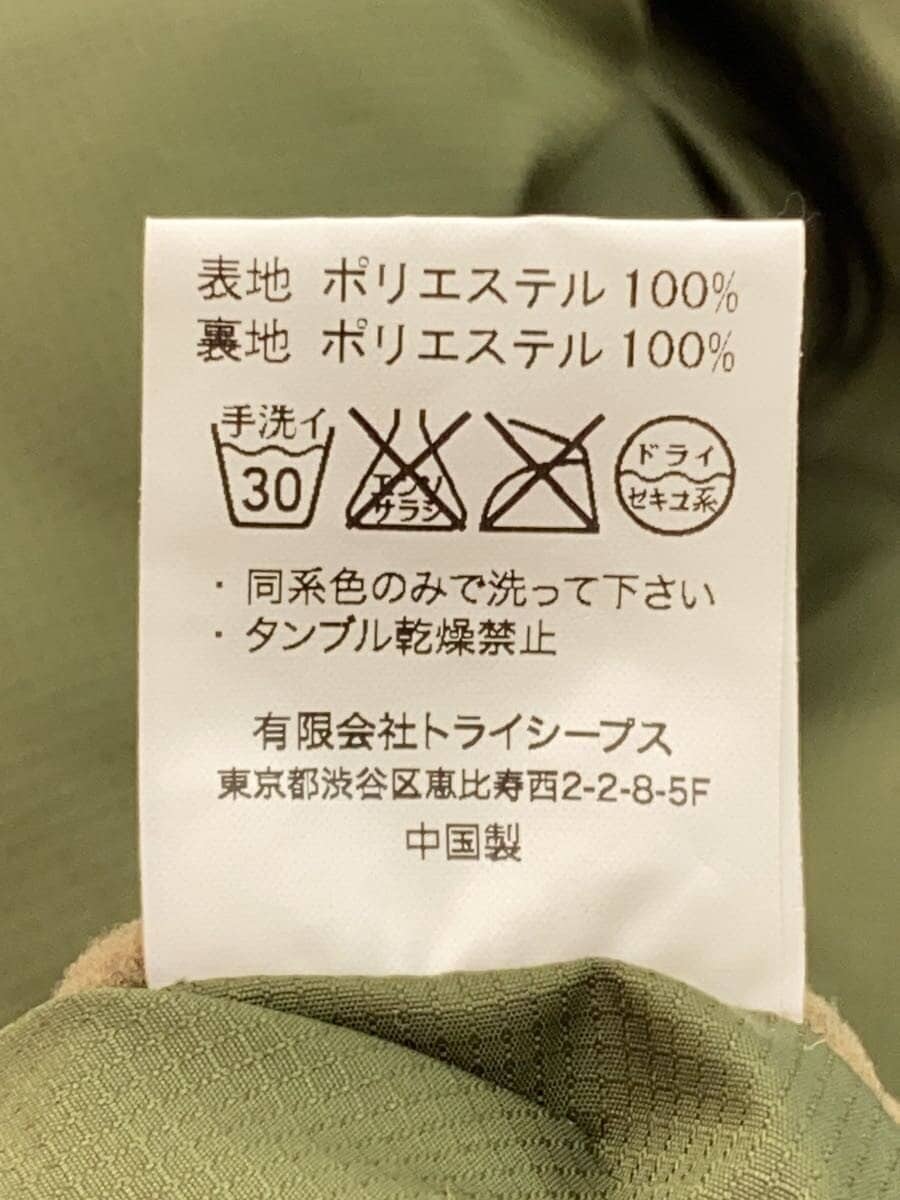 表地 ポリエステル 100%
裏地 ポリエステル 100%
手洗イ
30
エンソ
サラシ
ドライ
セキユ系
・同系色のみで洗って下さい
・タンブル乾燥禁止
有限会社トライシープス
東京都渋谷区恵比寿西2-2-8-5F
中国製